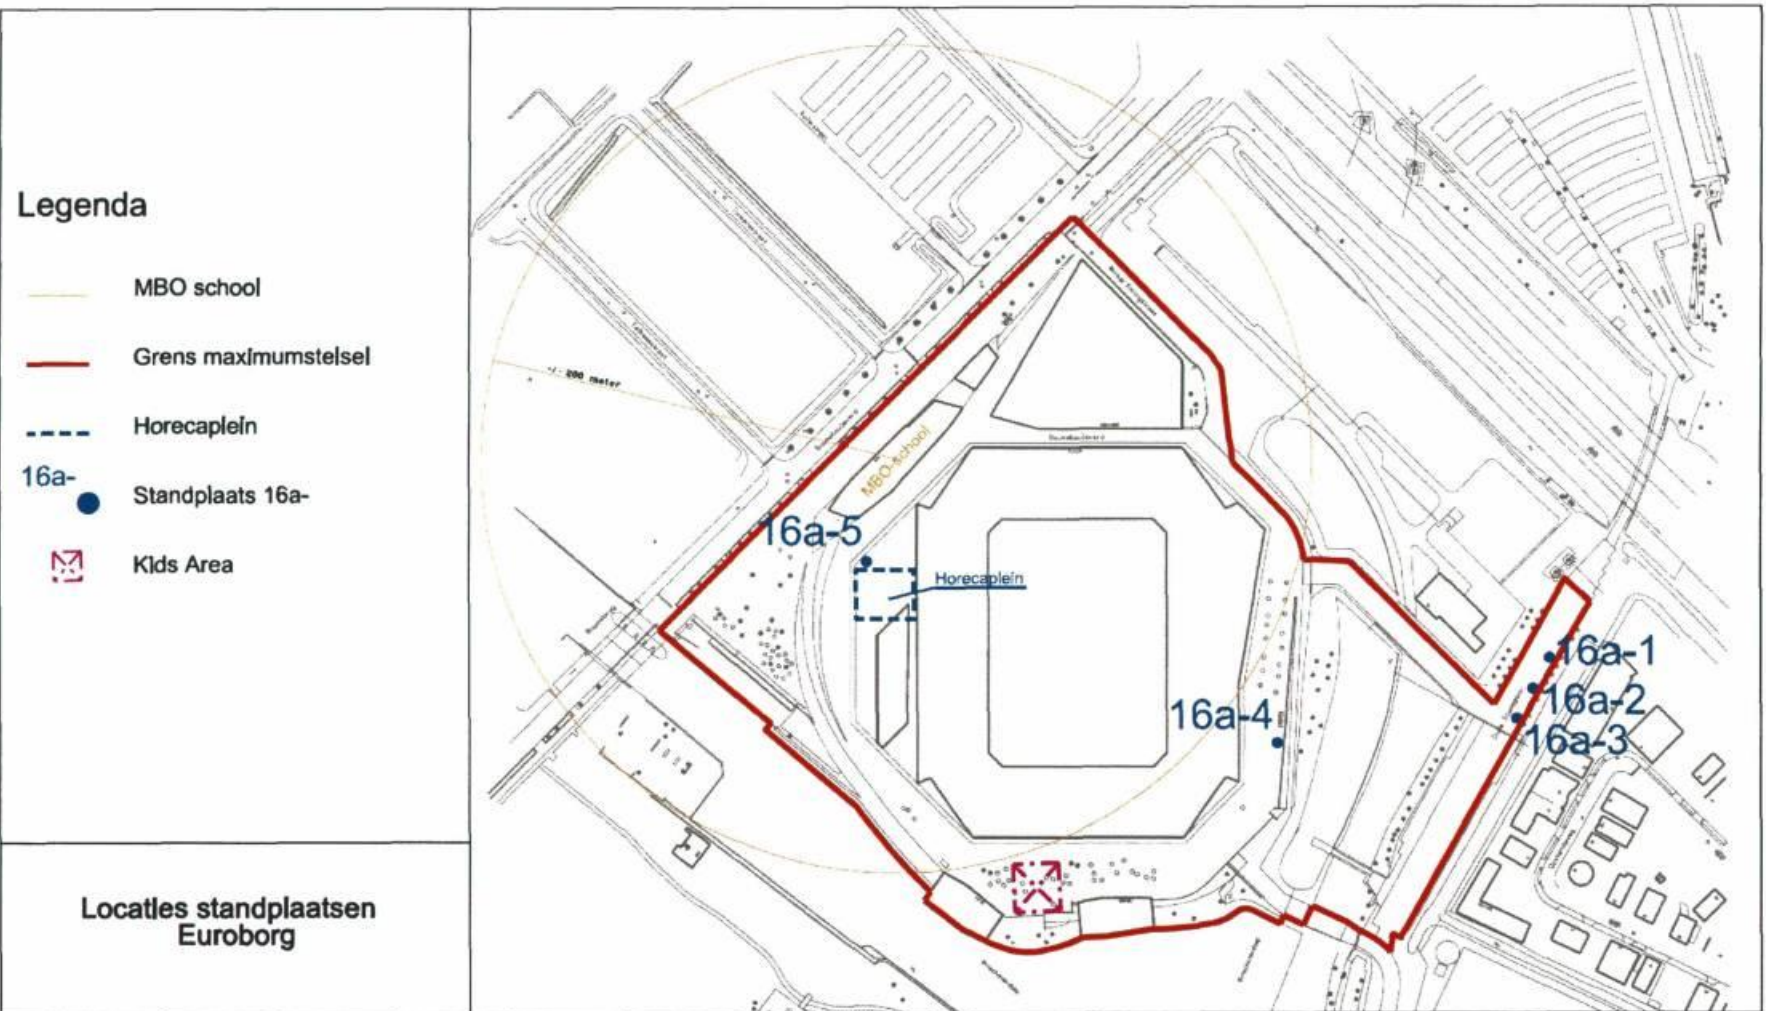 Legenda
MBO school
Grens maximumstelsel
Horecaplein
16a-
Standplaats 16a-
Kids Area
Locaties standplaatsen
Euroborg
+/- 200 meter
MBO-school
16a-5
Horecaplein
16a-4
16a-1
16a-2
16a-3